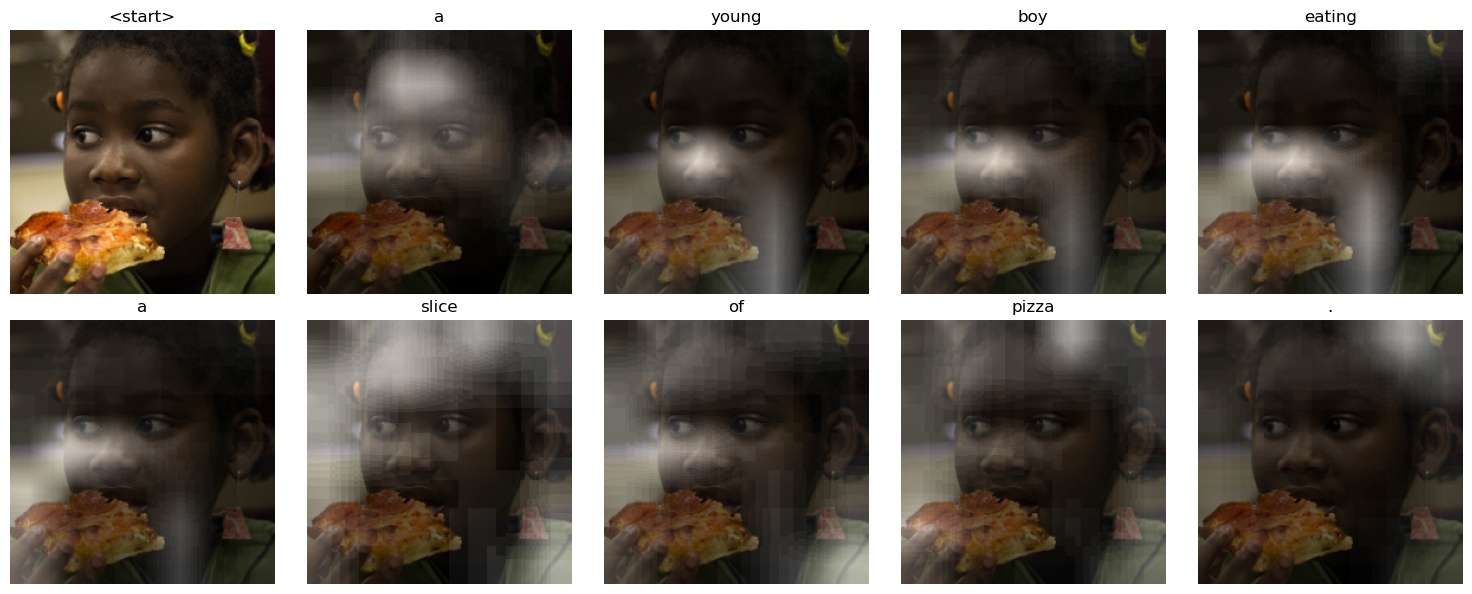 <start> a young boy eating
a slice of pizza .